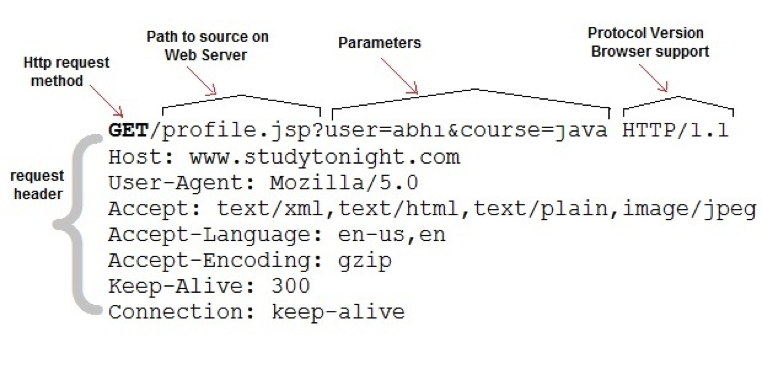 Path to source on
Web Server
Parameters
Protocol Version
Browser support
Http request
method
GET/profile.jsp?user=abhi&course=java HTTP/1.1
request
header
Host: www.studytonight.com
User-Agent: Mozilla/5.0
Accept: text/xml,text/html,text/plain,image/jpeg
Accept-Language: en-us,en
Accept-Encoding: gzip
Keep-Alive: 300
Connection: keep-alive